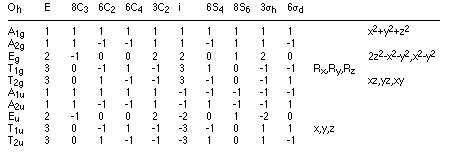 Oh E 8C3 6C2 6C4 3C2 i 6S4 8S6 3σh 6σd
A1g 1 1 1 1 1 1 1 1 1 1 x²+y²+z²
A2g 1 1 -1 -1 1 1 -1 1 1 -1
Eg 2 -1 0 0 2 2 0 1 2 0 2z²-x²-y²,x²-y²
T1g 3 0 -1 1 -1 3 1 0 -1 -1 Rx,Ry,Rz
T2g 3 0 1 -1 -1 3 -1 0 -1 1 xz,yz,xy
A1u 1 1 1 1 1 -1 -1 -1 -1 -1
A2u 1 1 -1 -1 1 -1 1 -1 -1 1
Eu 2 -1 0 0 2 -2 0 1 -2 0
T1u 3 0 -1 1 -1 -3 -1 0 1 1 x,y,z
T2u 3 0 1 -1 -1 -3 1 0 1 -1